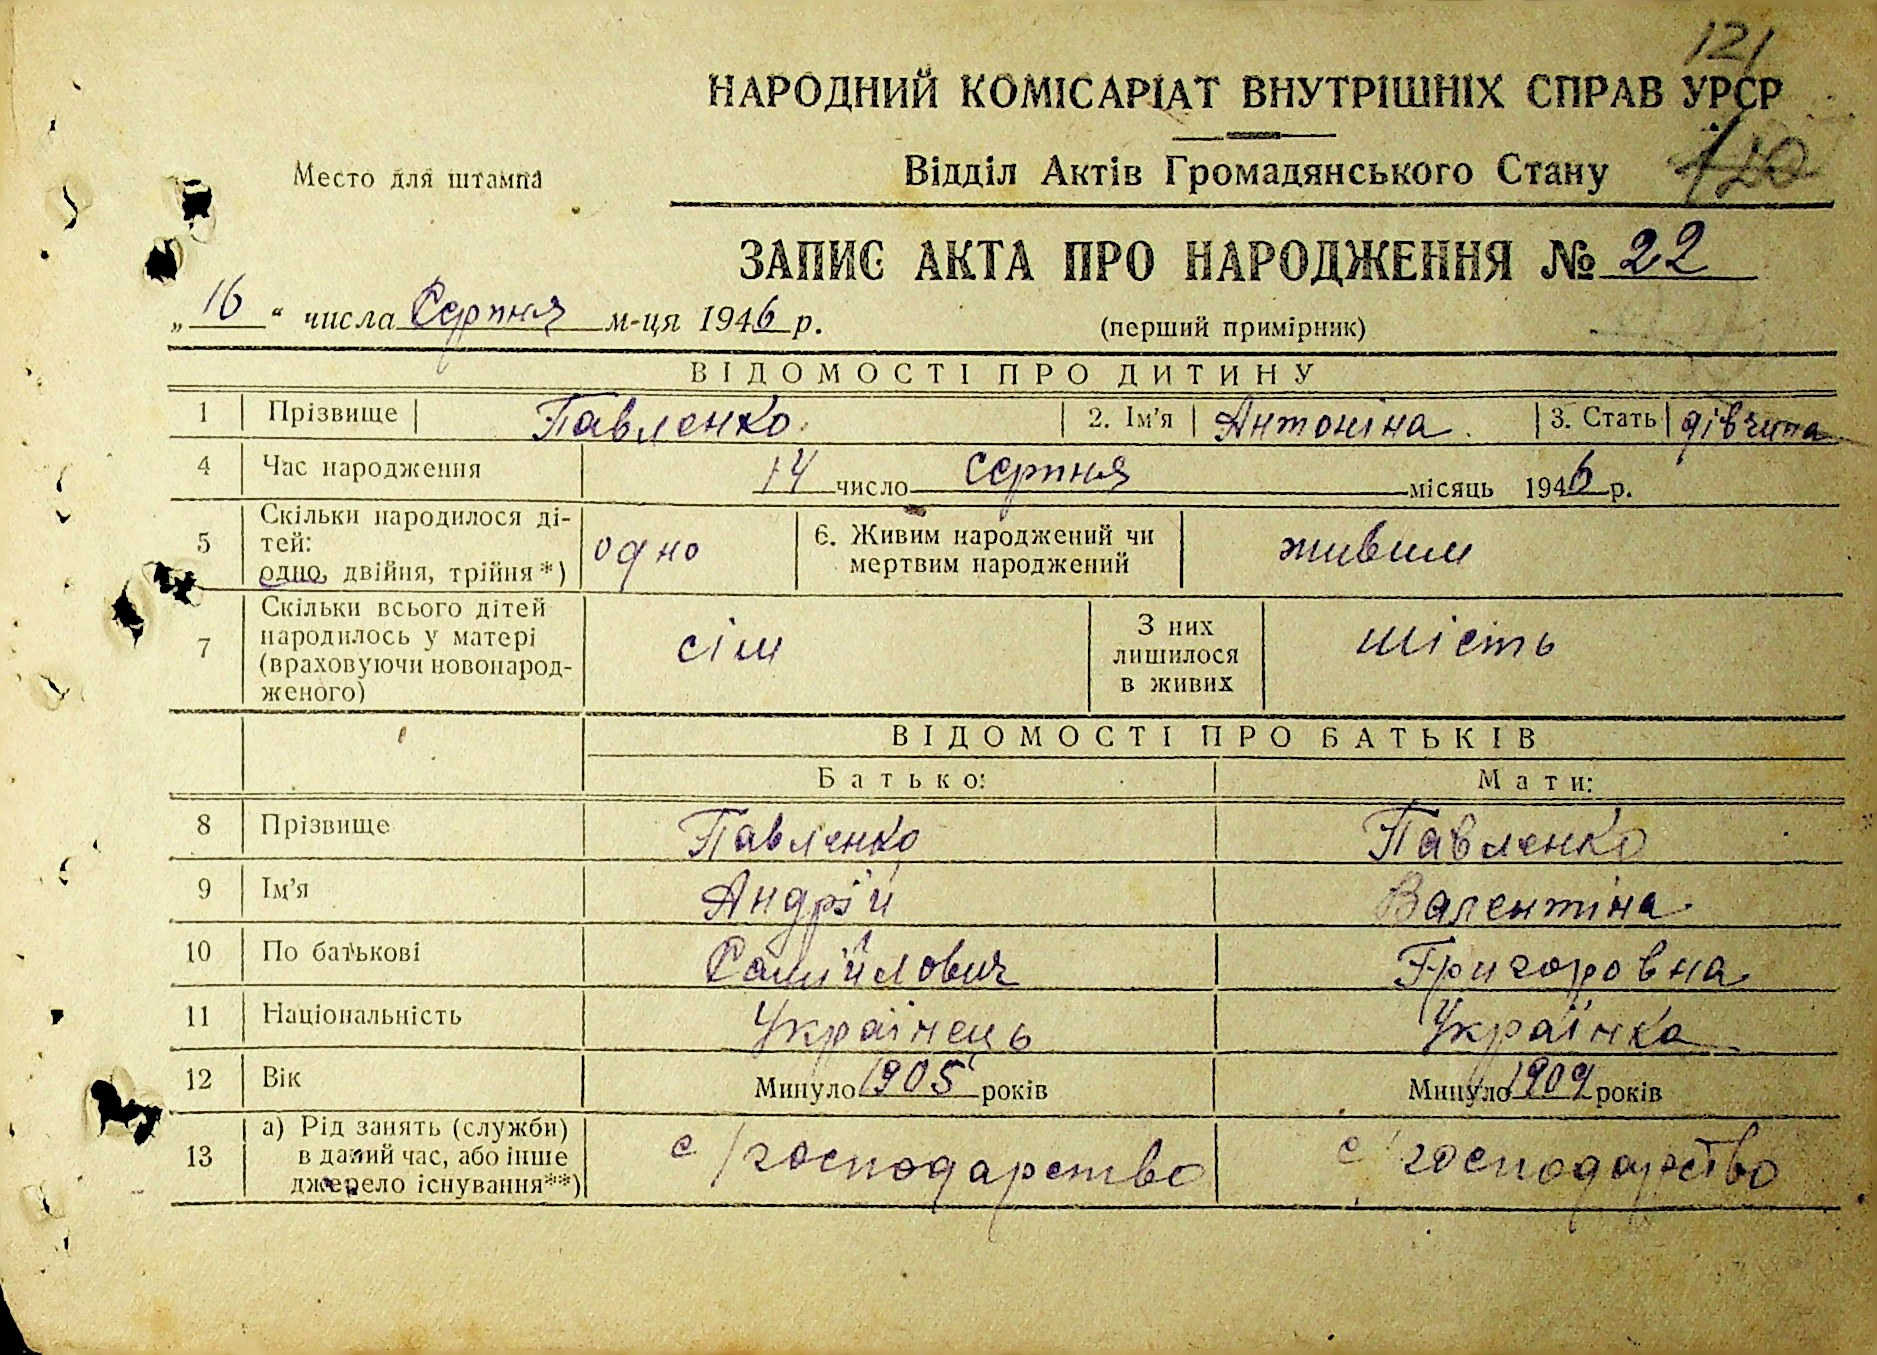 121
НАРОДНИЙ КОМІСАРІАТ ВНУТРІШНІХ СПРАВ УРСР
Место для штампа
Відділ Актів Громадянського Стану 120
ЗАПИС АКТА ПРО НАРОДЖЕННЯ № 22
„16“ числа Серпня м-ця 1946 р.
(перший примірник)
ВІДОМОСТІ ПРО ДИТИНУ
1 Прізвище Павленко 2. Ім'я Антоніна 3. Стать дівчина
4 Час народження 14 число Серпня місяць 1946 р.
5 Скільки народилося ді-
тей:
одно, двійня, трійня*) одно 6. Живим народжений чи
мертвим народжений живим
7 Скільки всього дітей
народилось у матері
(враховуючи новонарод-
женого) сім З них
лишилося
в живих шість
ВІДОМОСТІ ПРО БАТЬКІВ
Батько: Мати:
8 Прізвище Павленко Павленко
9 Ім'я Андрій Валентіна
10 По батькові Самійлович Григоровна
11 Національність Українець Українка
12 Вік Минуло 1905 років Минуло 1909 років
13 а) Рід занять (служби)
в даний час, або інше
джерело існування**) с/господарство с/господарство